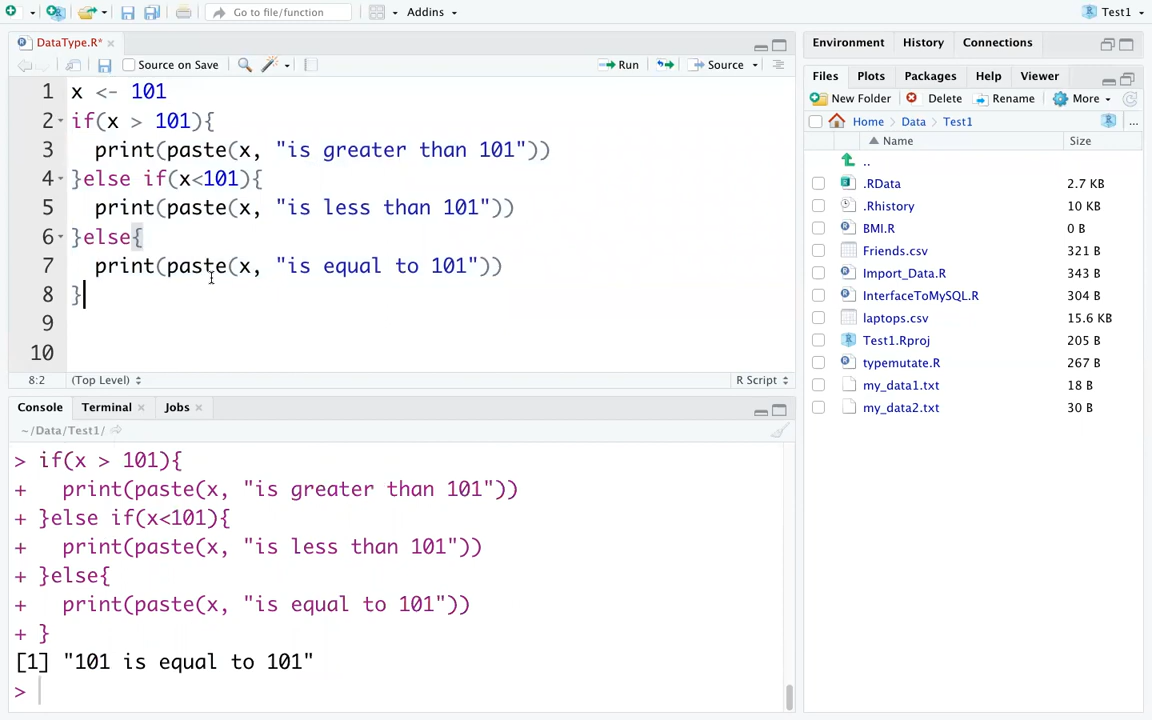 Go to file/function
Addins
Test1
DataType.R*
Source on Save
Run
Source
1 x <- 101
2 if(x > 101){
3 print(paste(x, "is greater than 101"))
4 }else if(x<101){
5 print(paste(x, "is less than 101"))
6 }else{
7 print(paste(x, "is equal to 101"))
8 }
9
10
8:2 (Top Level) R Script
Console Terminal Jobs
~/Data/Test1/
> if(x > 101){
+ print(paste(x, "is greater than 101"))
+ }else if(x<101){
+ print(paste(x, "is less than 101"))
+ }else{
+ print(paste(x, "is equal to 101"))
+ }
[1] "101 is equal to 101"
>
Environment History Connections
Files Plots Packages Help Viewer
New Folder Delete Rename More
Home Data Test1 ...
Name Size
..
.RData 2.7 KB
.Rhistory 10 KB
BMI.R 0 B
Friends.csv 321 B
Import_Data.R 343 B
InterfaceToMySQL.R 304 B
laptops.csv 15.6 KB
Test1.Rproj 205 B
typemutate.R 267 B
my_data1.txt 18 B
my_data2.txt 30 B